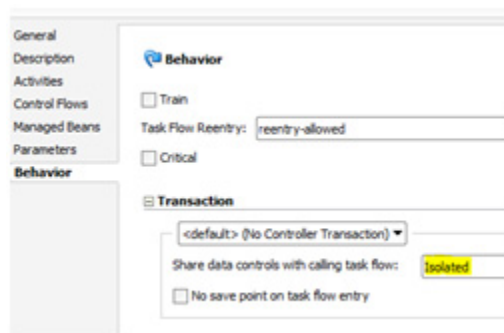 General
Description
Activities
Control Flows
Managed Beans
Parameters
Behavior
Behavior
Train
Task Flow Reentry: reentry-allowed
Critical
Transaction
<default> (No Controller Transaction)
Share data controls with calling task flow: Isolated
No save point on task flow entry